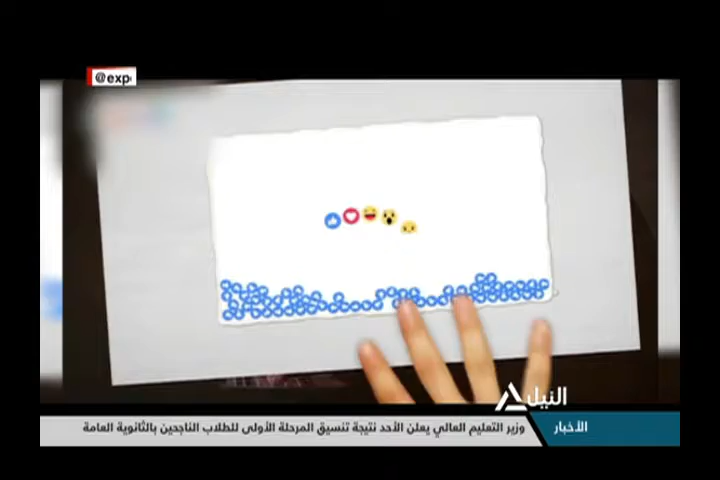 @exp
النيل
الأخبار
وزير التعليم العالي يعلن الأحد نتيجة تنسيق المرحلة الأولى للطلاب الناجحين بالثانوية العامة